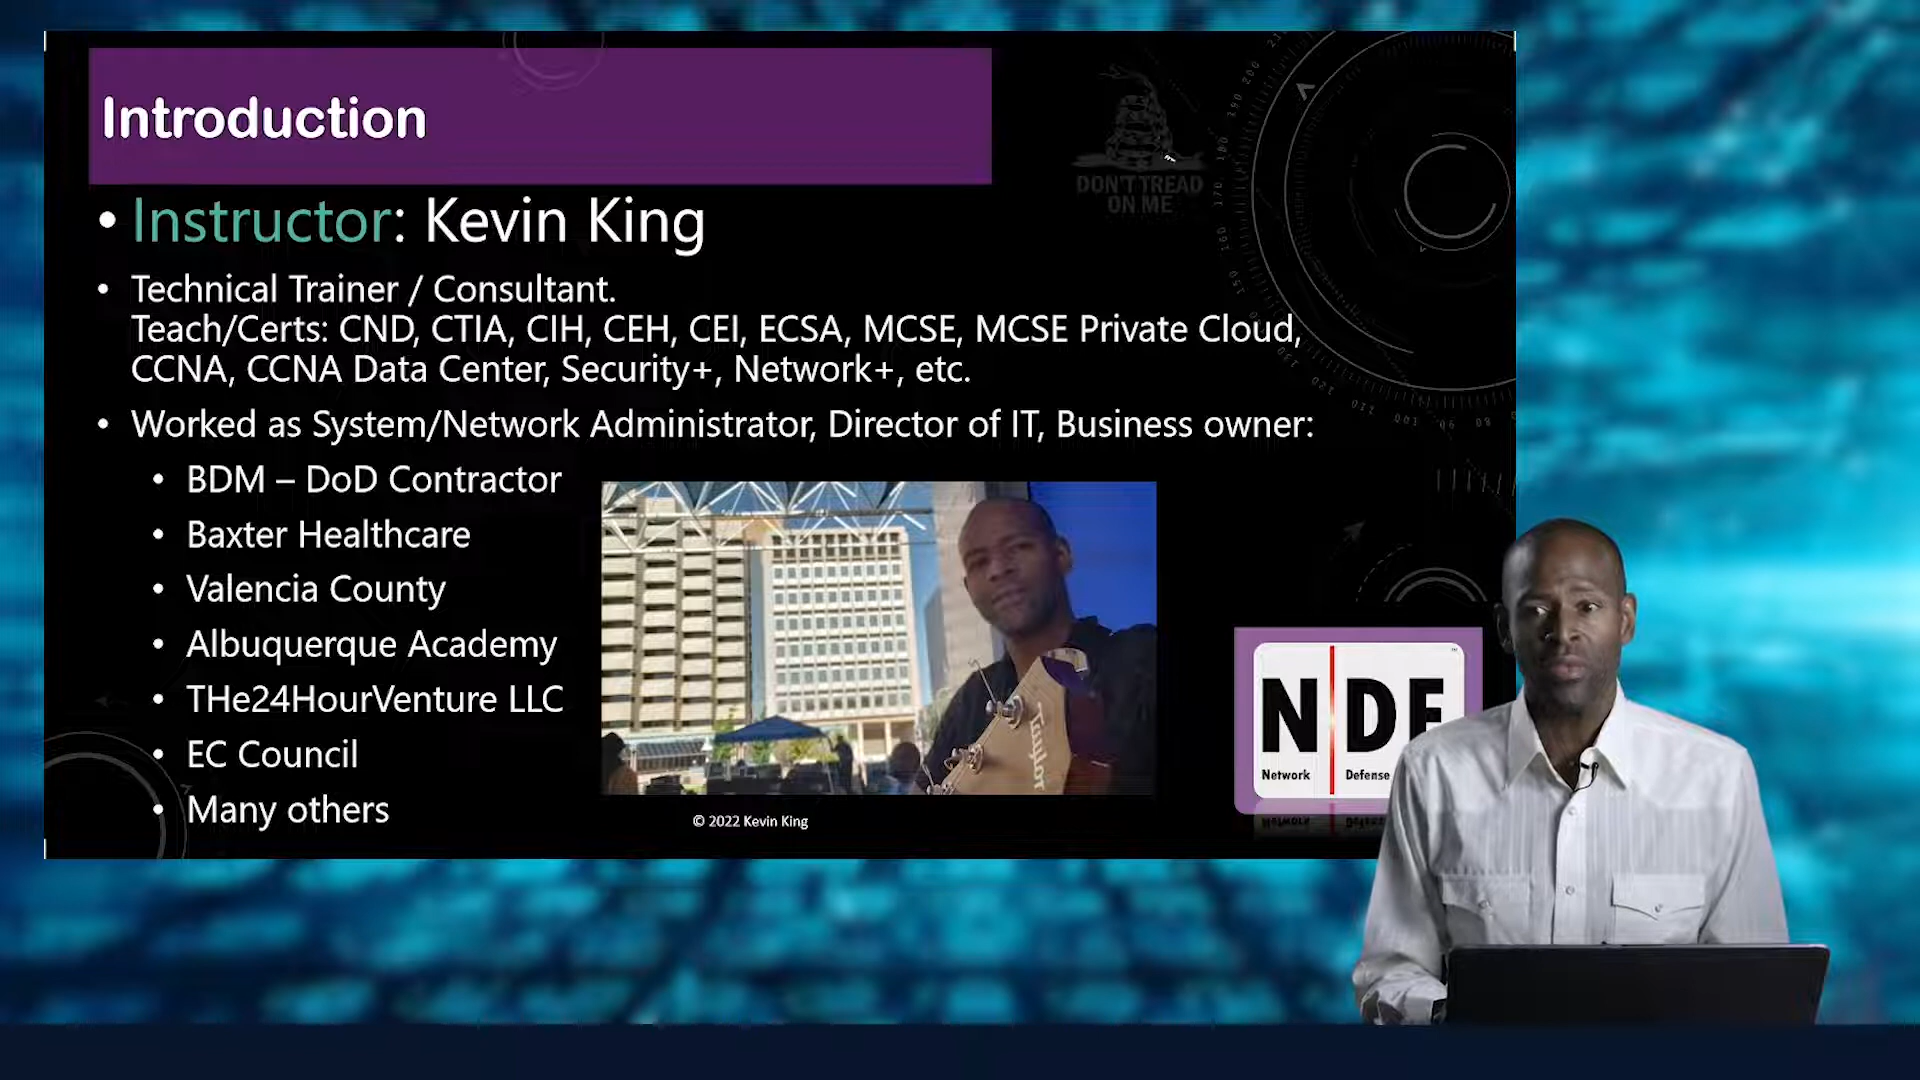 Introduction
DON'T TREAD
ON ME
• Instructor: Kevin King
• Technical Trainer / Consultant.
Teach/Certs: CND, CTIA, CIH, CEH, CEI, ECSA, MCSE, MCSE Private Cloud,
CCNA, CCNA Data Center, Security+, Network+, etc.
• Worked as System/Network Administrator, Director of IT, Business owner:
• BDM – DoD Contractor
• Baxter Healthcare
• Valencia County
• Albuquerque Academy
• THe24HourVenture LLC
• EC Council
• Many others
Taylor
NDE
Network Defense
© 2022 Kevin King